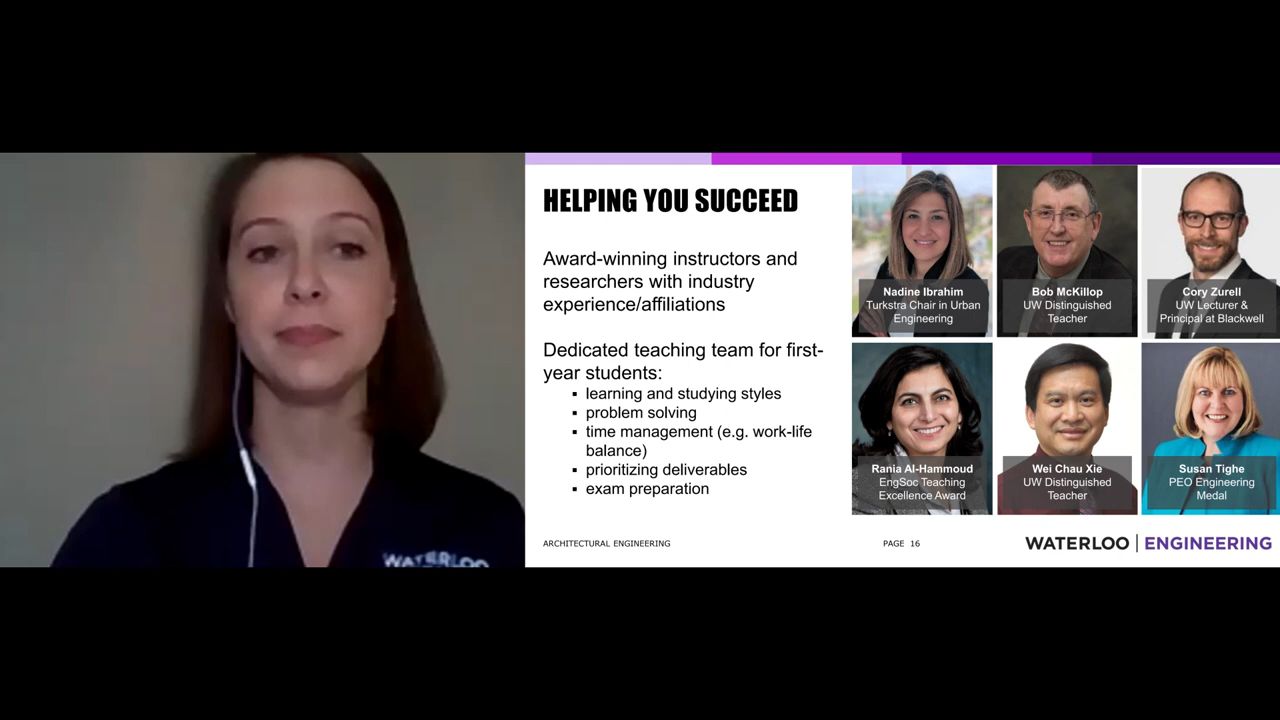 HELPING YOU SUCCEED
Award-winning instructors and
researchers with industry
experience/affiliations
Dedicated teaching team for first-
year students:
▪ learning and studying styles
▪ problem solving
▪ time management (e.g. work-life
balance)
▪ prioritizing deliverables
▪ exam preparation
Nadine Ibrahim
Turkstra Chair in Urban
Engineering
Bob McKillop
UW Distinguished
Teacher
Cory Zurell
UW Lecturer &
Principal at Blackwell
Rania Al-Hammoud
EngSoc Teaching
Excellence Award
Wei Chau Xie
UW Distinguished
Teacher
Susan Tighe
PEO Engineering
Medal
ARCHITECTURAL ENGINEERING
PAGE 16
WATERLOO | ENGINEERING
WATERLOO